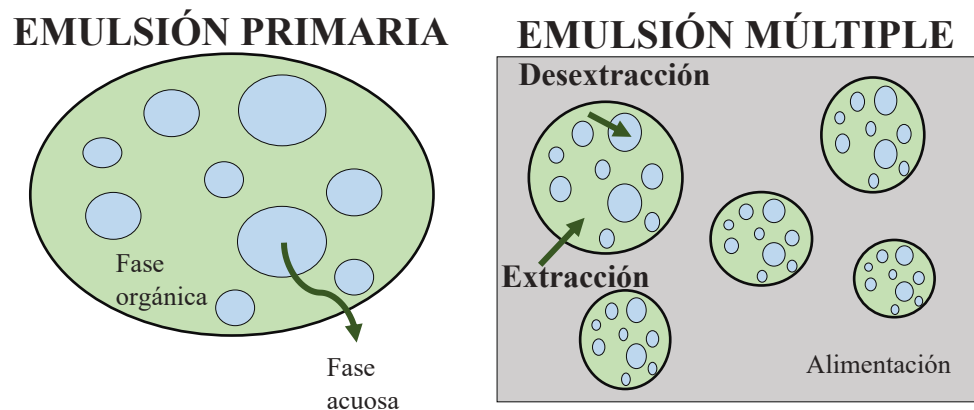 EMULSIÓN PRIMARIA
Fase
orgánica
Fase
acuosa
EMULSIÓN MÚLTIPLE
Desextracción
Extracción
Alimentación